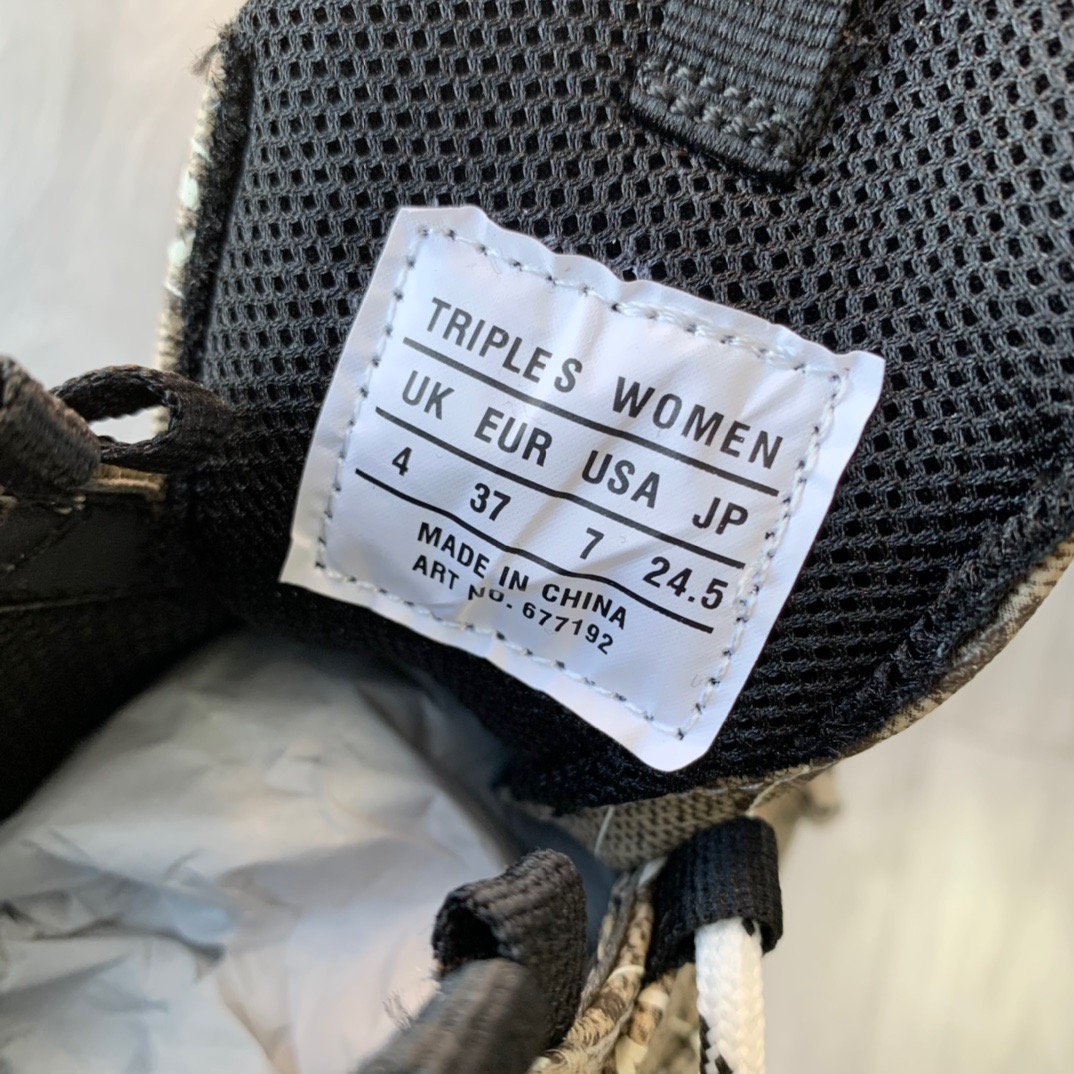 TRIPLE S WOMEN
UK EUR USA JP
4 37 7 24.5
MADE IN CHINA
ART NO. 677192